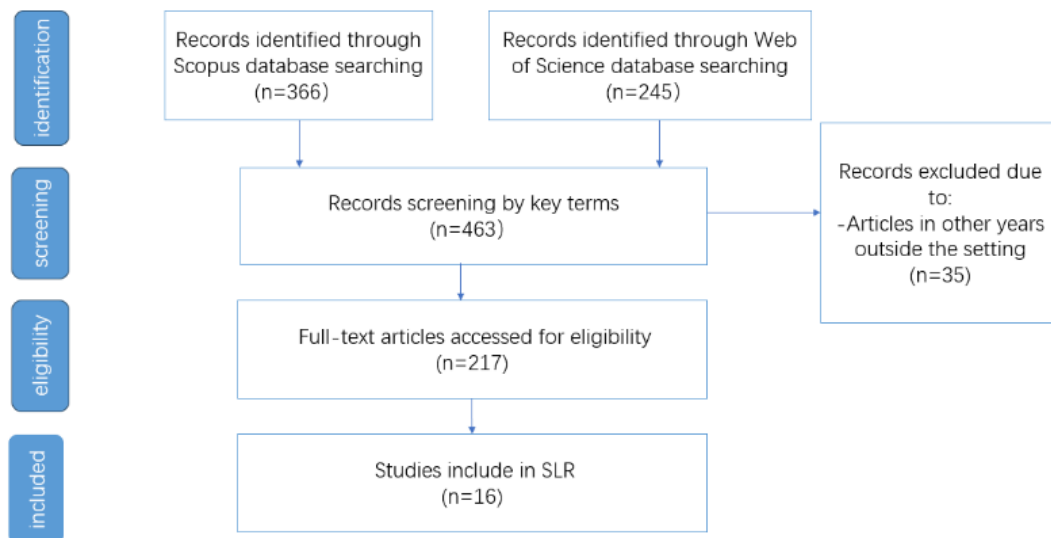 identification
Records identified through
Scopus database searching
(n=366)
Records identified through Web
of Science database searching
(n=245)
screening
Records screening by key terms
(n=463)
Records excluded due
to:
-Articles in other years
outside the setting
(n=35)
eligibility
Full-text articles accessed for eligibility
(n=217)
included
Studies include in SLR
(n=16)